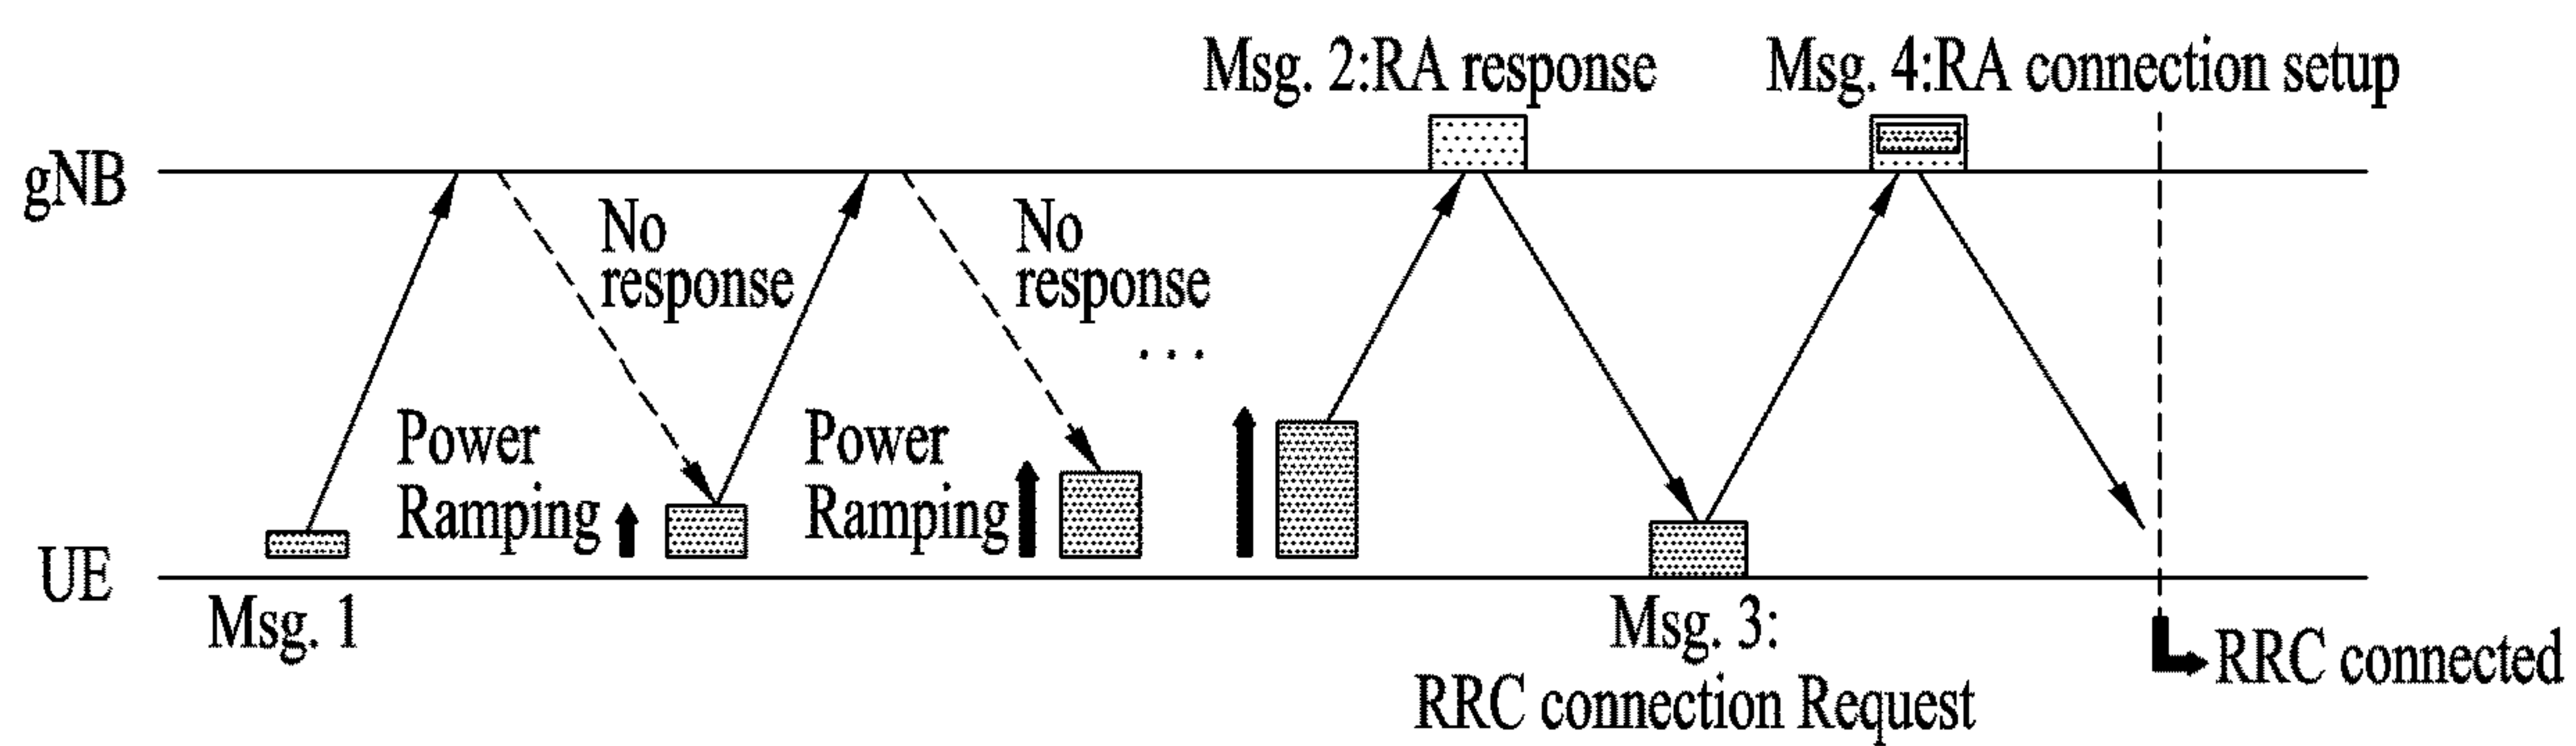 Msg. 2:RA response
Msg. 4:RA connection setup
gNB
No
response
No
response
. . .
Power
Ramping
Power
Ramping
UE
Msg. 1
Msg. 3:
RRC connection Request
RRC connected